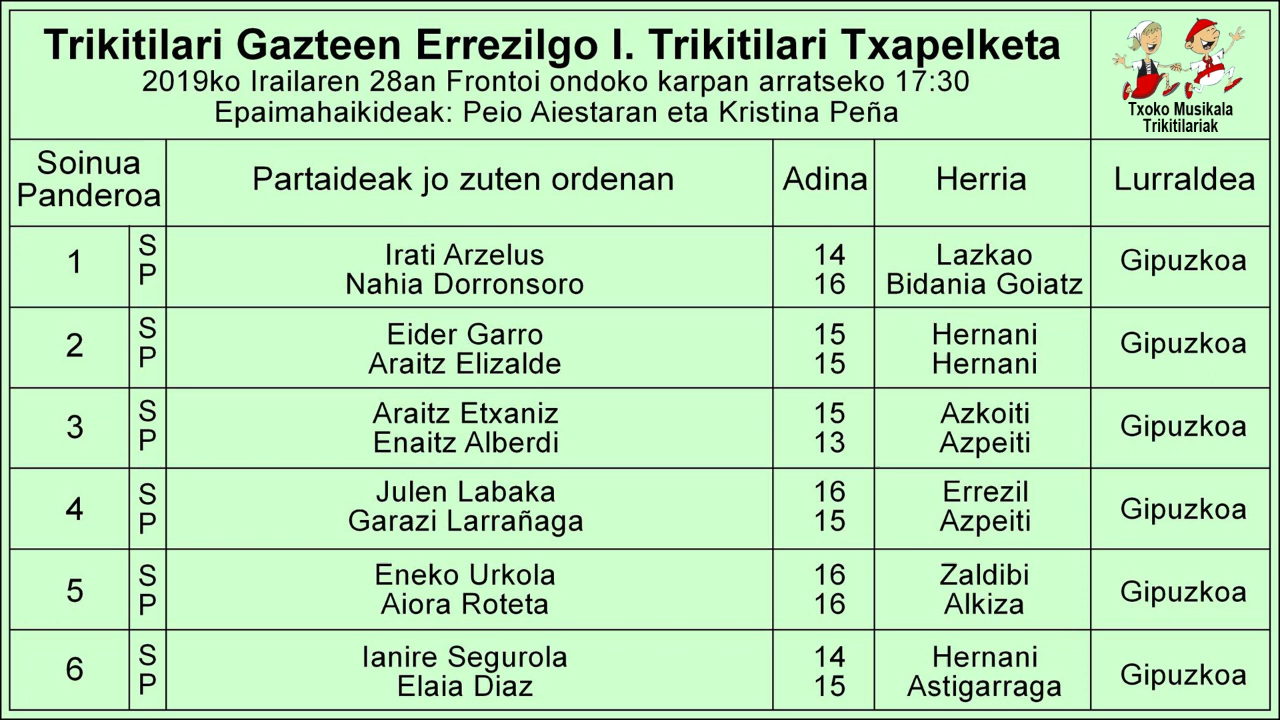 Trikitilari Gazteen Errezilgo I. Trikitilari Txapelketa
2019ko Irailaren 28an Frontoi ondoko karpan arratseko 17:30
Epaimahaikideak: Peio Aiestaran eta Kristina Peña
Txoko Musikala
Trikitilariak
Soinua
Panderoa
Partaideak jo zuten ordenan
Adina
Herria
Lurraldea
1
S
P
Irati Arzelus
Nahia Dorronsoro
14
16
Lazkao
Bidania Goiatz
Gipuzkoa
2
S
P
Eider Garro
Araitz Elizalde
15
15
Hernani
Hernani
Gipuzkoa
3
S
P
Araitz Etxaniz
Enaitz Alberdi
15
13
Azkoiti
Azpeiti
Gipuzkoa
4
S
P
Julen Labaka
Garazi Larrañaga
16
15
Errezil
Azpeiti
Gipuzkoa
5
S
P
Eneko Urkola
Aiora Roteta
16
16
Zaldibi
Alkiza
Gipuzkoa
6
S
P
Ianire Segurola
Elaia Diaz
14
15
Hernani
Astigarraga
Gipuzkoa